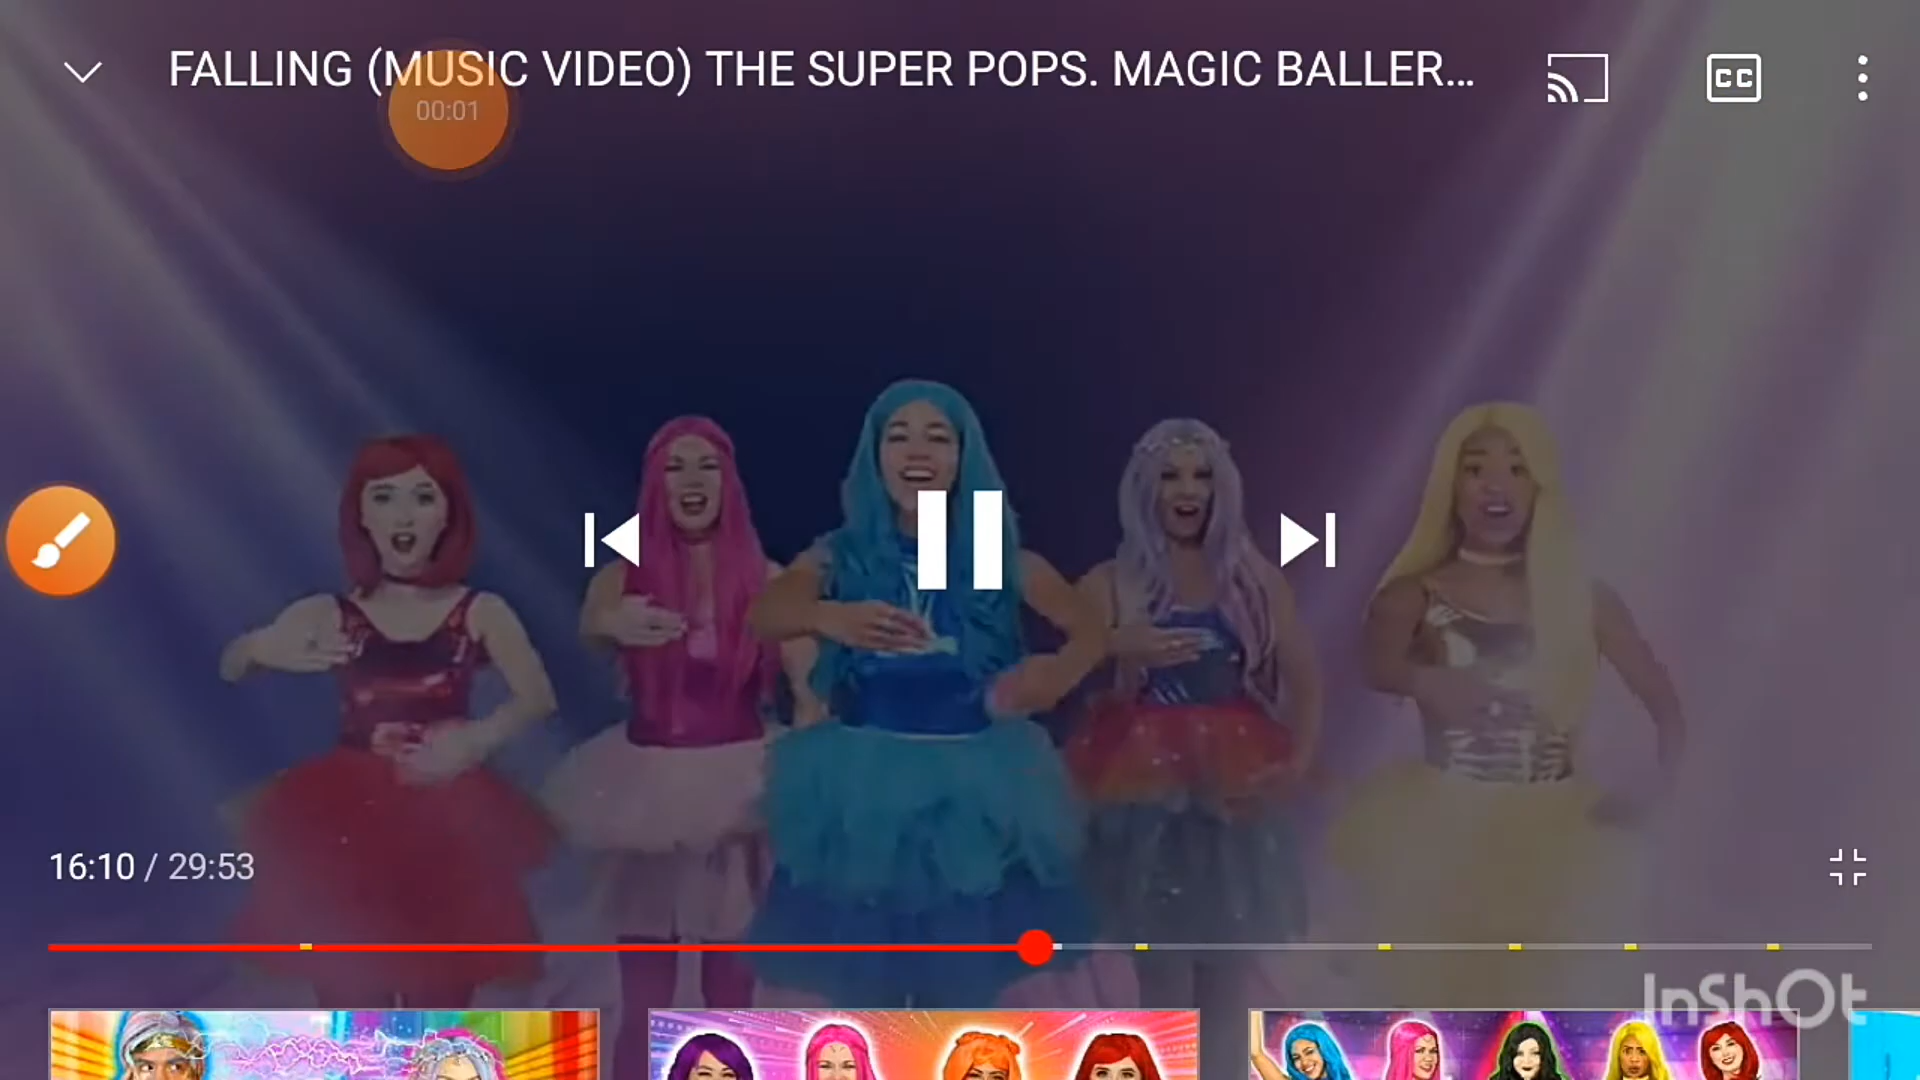 FALLING (MUSIC VIDEO) THE SUPER POPS. MAGIC BALLER...
CC
00:01
16:10 / 29:53
InShOt